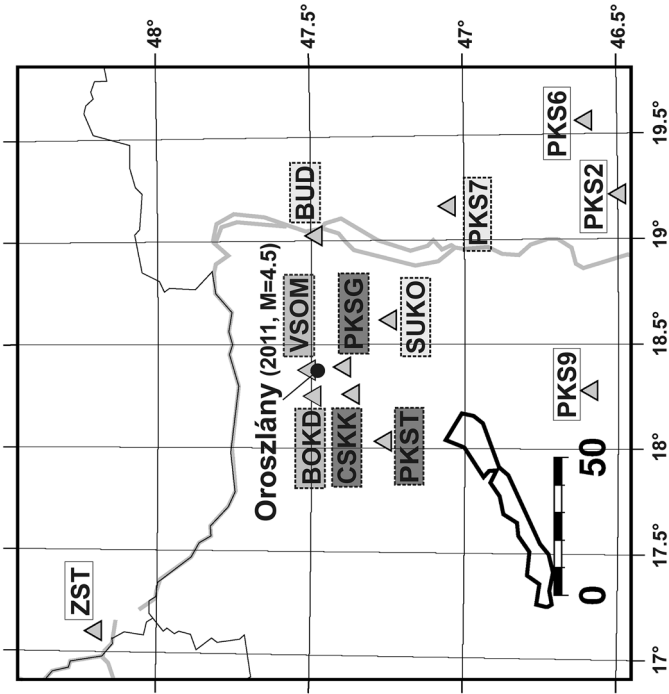 48°
47.5°
47°
46.5°
ZST
Oroszlány (2011, M=4.5)
BOKD
VSOM
BUD
CSKK
PKSG
PKST
SUKO
PKS7
PKS6
PKS9
PKS2
0
50
17°
17.5°
18°
18.5°
19°
19.5°